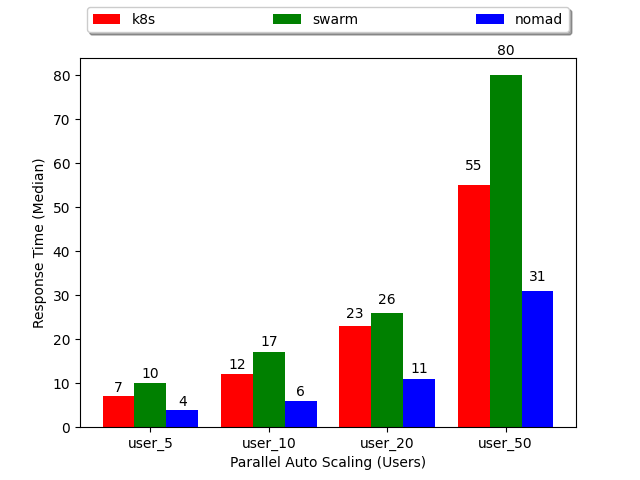 k8s swarm nomad
Response Time (Median)
80
70
60
50
40
30
20
10
0
7 10 4
12 17 6
23 26 11
55 80 31
user_5 user_10 user_20 user_50
Parallel Auto Scaling (Users)